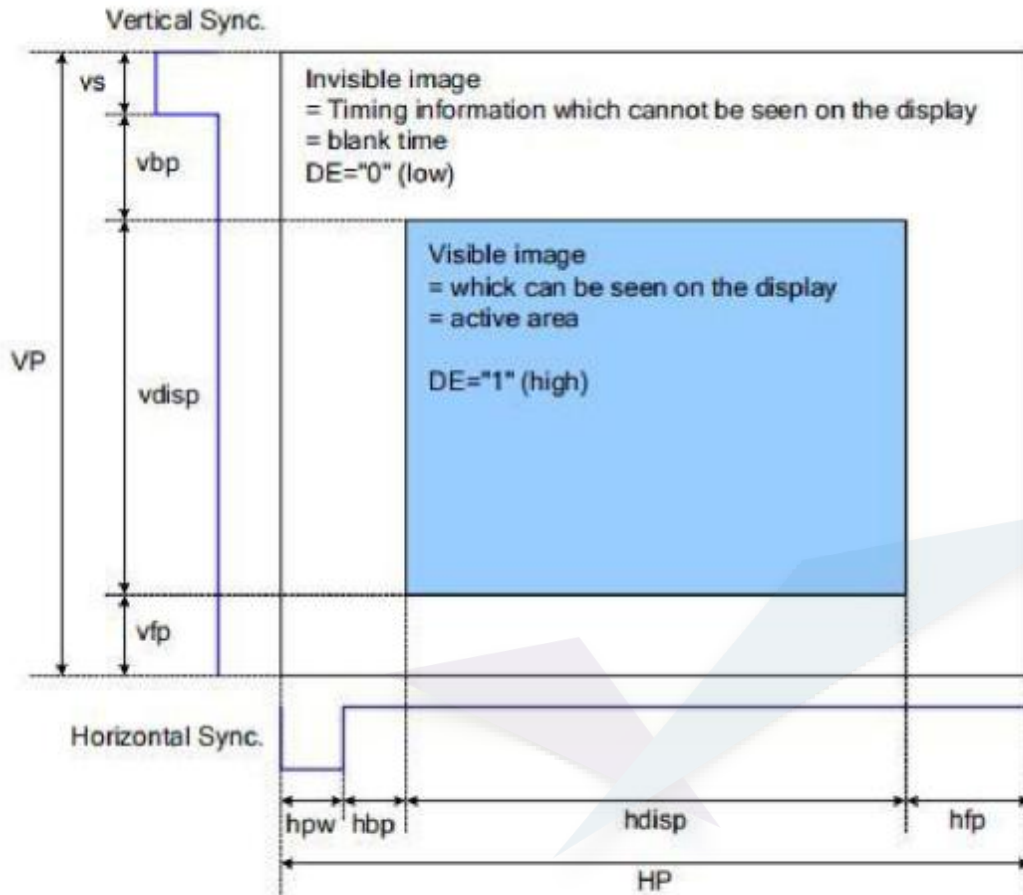 Vertical Sync.
vs
Invisible image
= Timing information which cannot be seen on the display
= blank time
DE="0" (low)
vbp
Visible image
= whick can be seen on the display
= active area
DE="1" (high)
VP
vdisp
vfp
Horizontal Sync.
hpw
hbp
hdisp
hfp
HP